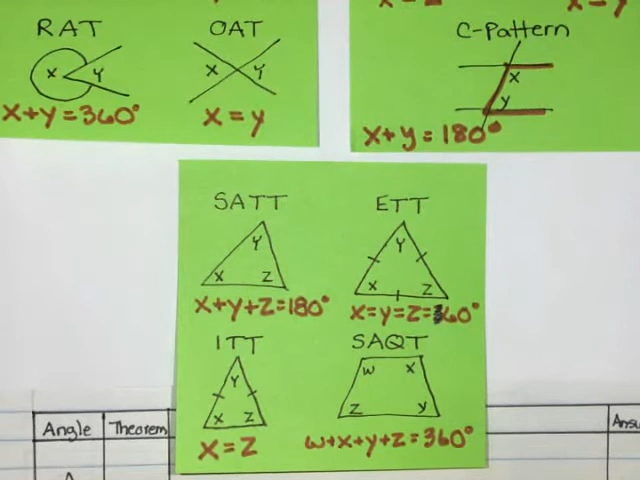 RAT
X Y
X+Y=360°
OAT
X Y
X=Y
C-Pattern
X
Y
X+Y=180°
SATT
Y
X Z
X+Y+Z=180°
ETT
Y
X Z
X=Y=Z=60°
ITT
Y
X Z
X=Z
SAQT
W X
Z Y
W+X+Y+Z=360°
Angle Theorem